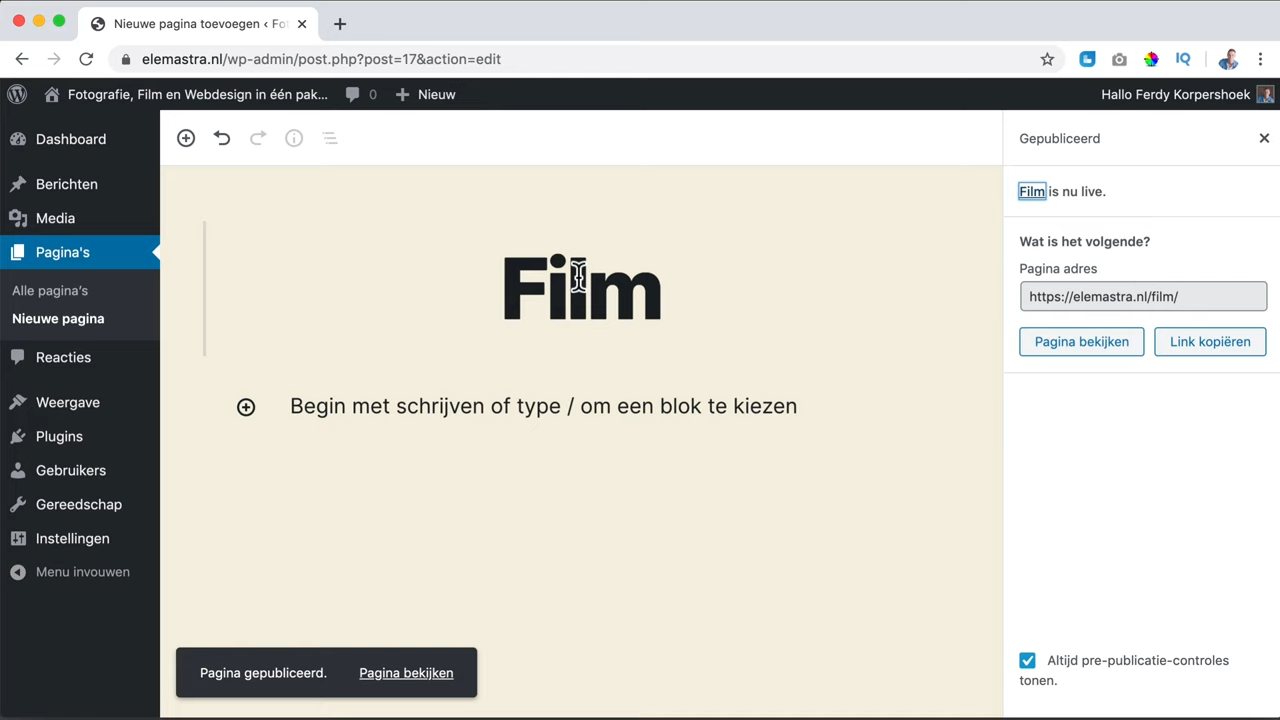 Nieuwe pagina toevoegen ‹ Fot
elemastra.nl/wp-admin/post.php?post=17&action=edit
IQ
Fotografie, Film en Webdesign in één pak...
0
Nieuw
Hallo Ferdy Korpershoek
Dashboard
Berichten
Media
Pagina's
Alle pagina's
Nieuwe pagina
Reacties
Weergave
Plugins
Gebruikers
Gereedschap
Instellingen
Menu invouwen
Film
Begin met schrijven of type / om een blok te kiezen
Pagina gepubliceerd. Pagina bekijken
Gepubliceerd
Film is nu live.
Wat is het volgende?
Pagina adres
https://elemastra.nl/film/
Pagina bekijken
Link kopiëren
Altijd pre-publicatie-controles
tonen.